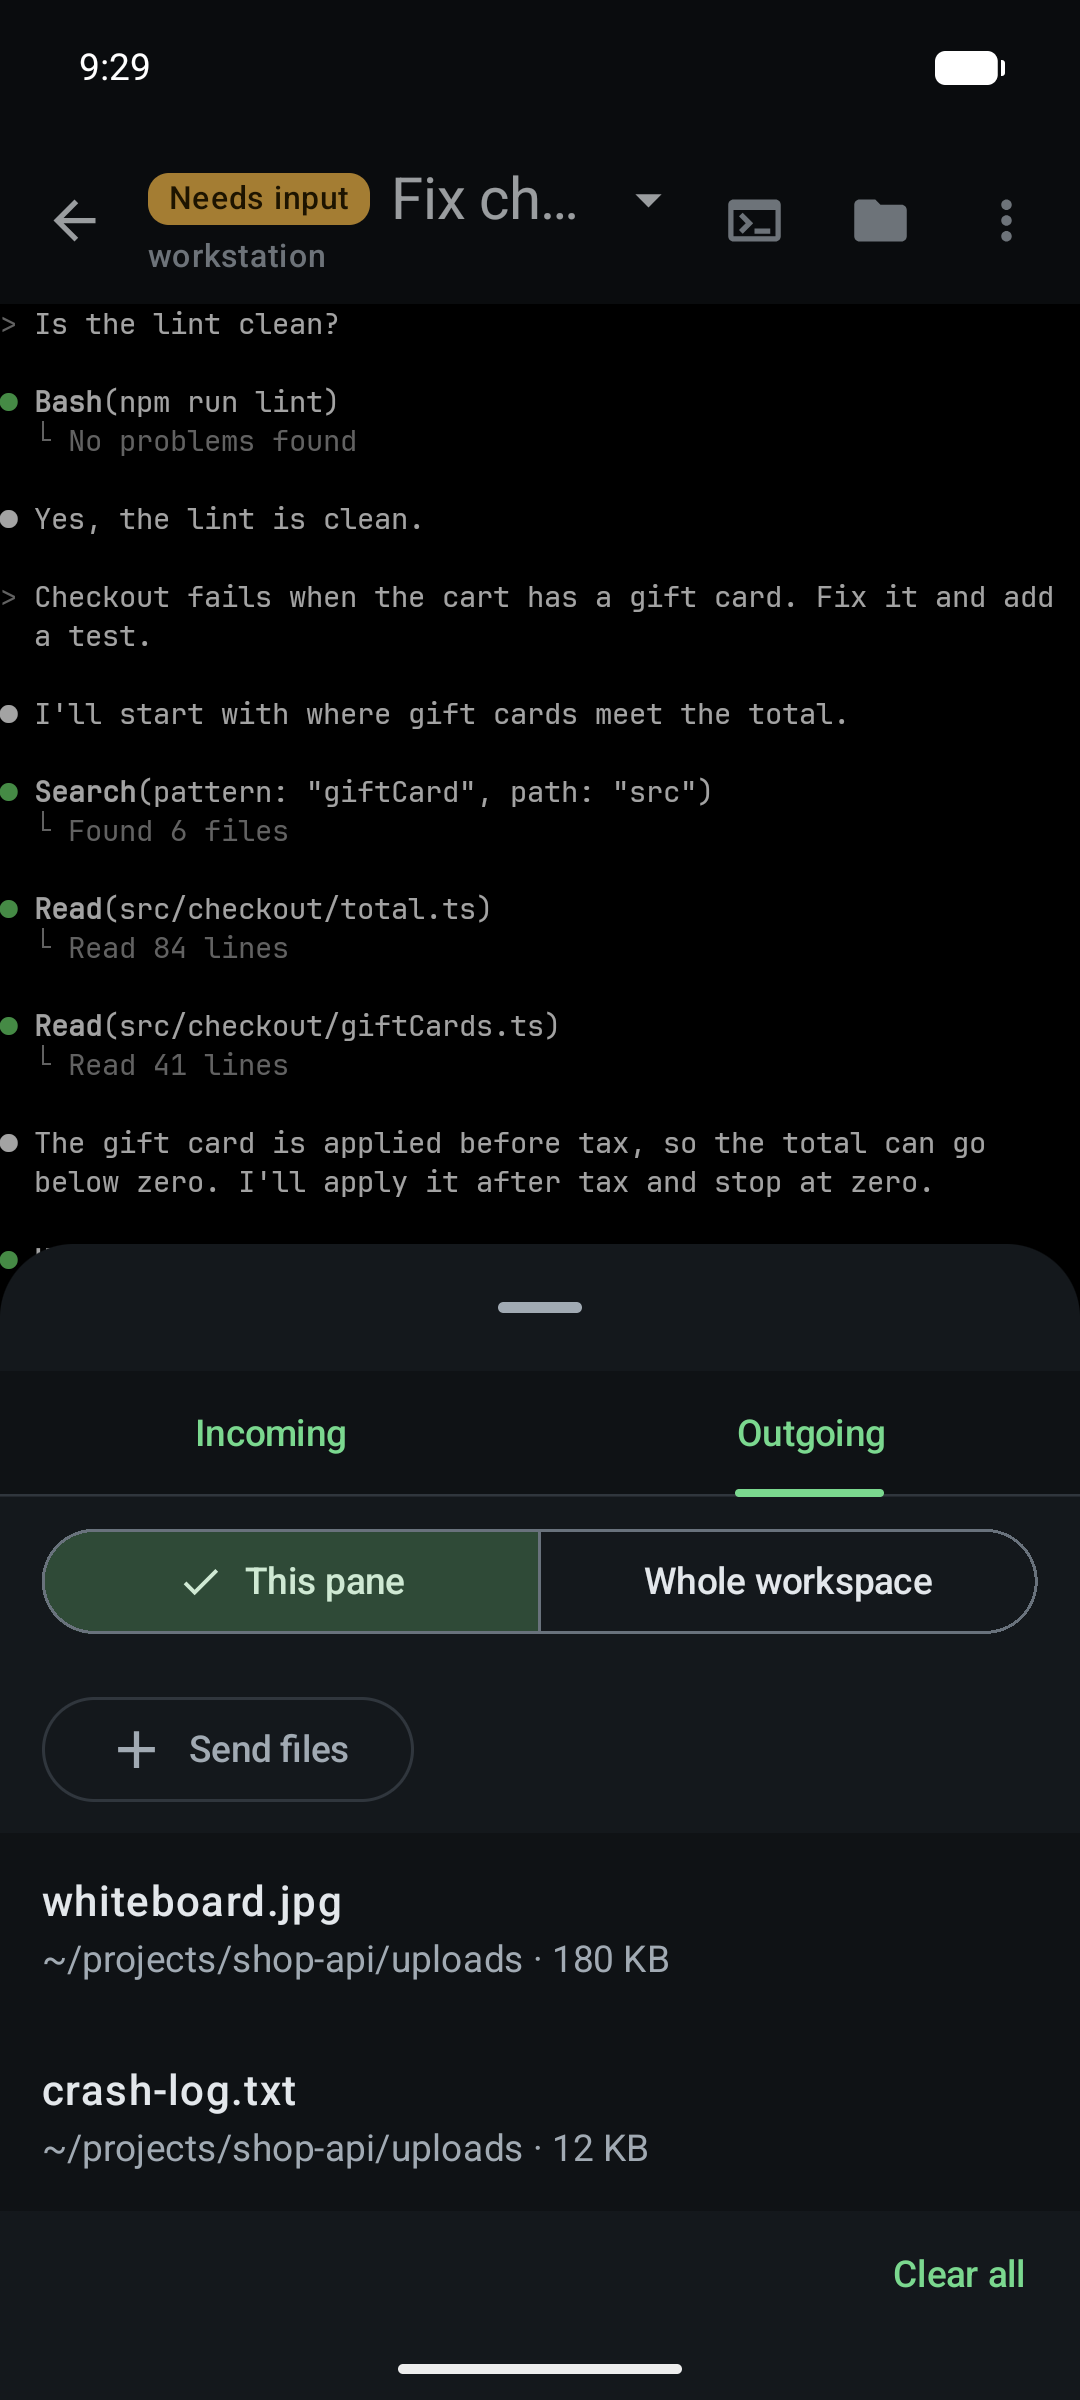 9:29
Needs input Fix ch...
workstation
> Is the lint clean?
● Bash(npm run lint)
└ No problems found
● Yes, the lint is clean.
> Checkout fails when the cart has a gift card. Fix it and add
a test.
● I'll start with where gift cards meet the total.
● Search(pattern: "giftCard", path: "src")
└ Found 6 files
● Read(src/checkout/total.ts)
└ Read 84 lines
● Read(src/checkout/giftCards.ts)
└ Read 41 lines
● The gift card is applied before tax, so the total can go
below zero. I'll apply it after tax and stop at zero.
Incoming Outgoing
This pane Whole workspace
Send files
whiteboard.jpg
~/projects/shop-api/uploads · 180 KB
crash-log.txt
~/projects/shop-api/uploads · 12 KB
Clear all